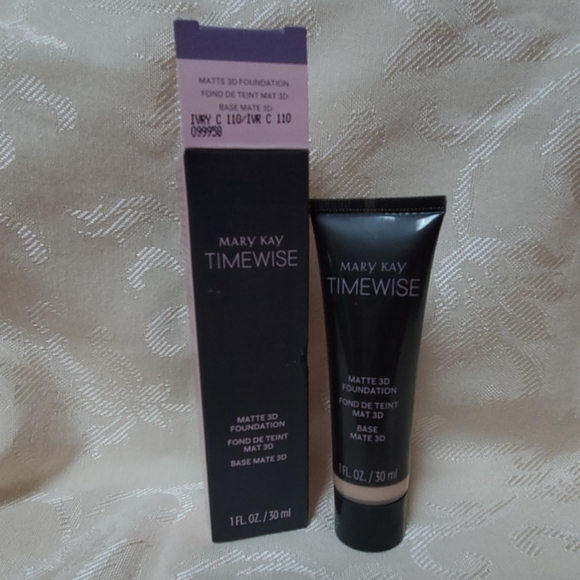 MATTE 3D FOUNDATION
FOND DE TEINT MAT 3D
BASE MATE 3D
IVRY C 110/IVR C 110
099958
MARY KAY
TIMEWISE
MATTE 3D
FOUNDATION
FOND DE TEINT
MAT 3D
BASE MATE 3D
1 FL. OZ. / 30 ml
MARY KAY
TIMEWISE
MATTE 3D
FOUNDATION
FOND DE TEINT
MAT 3D
BASE
MATE 3D
1 FL. OZ. / 30 ml